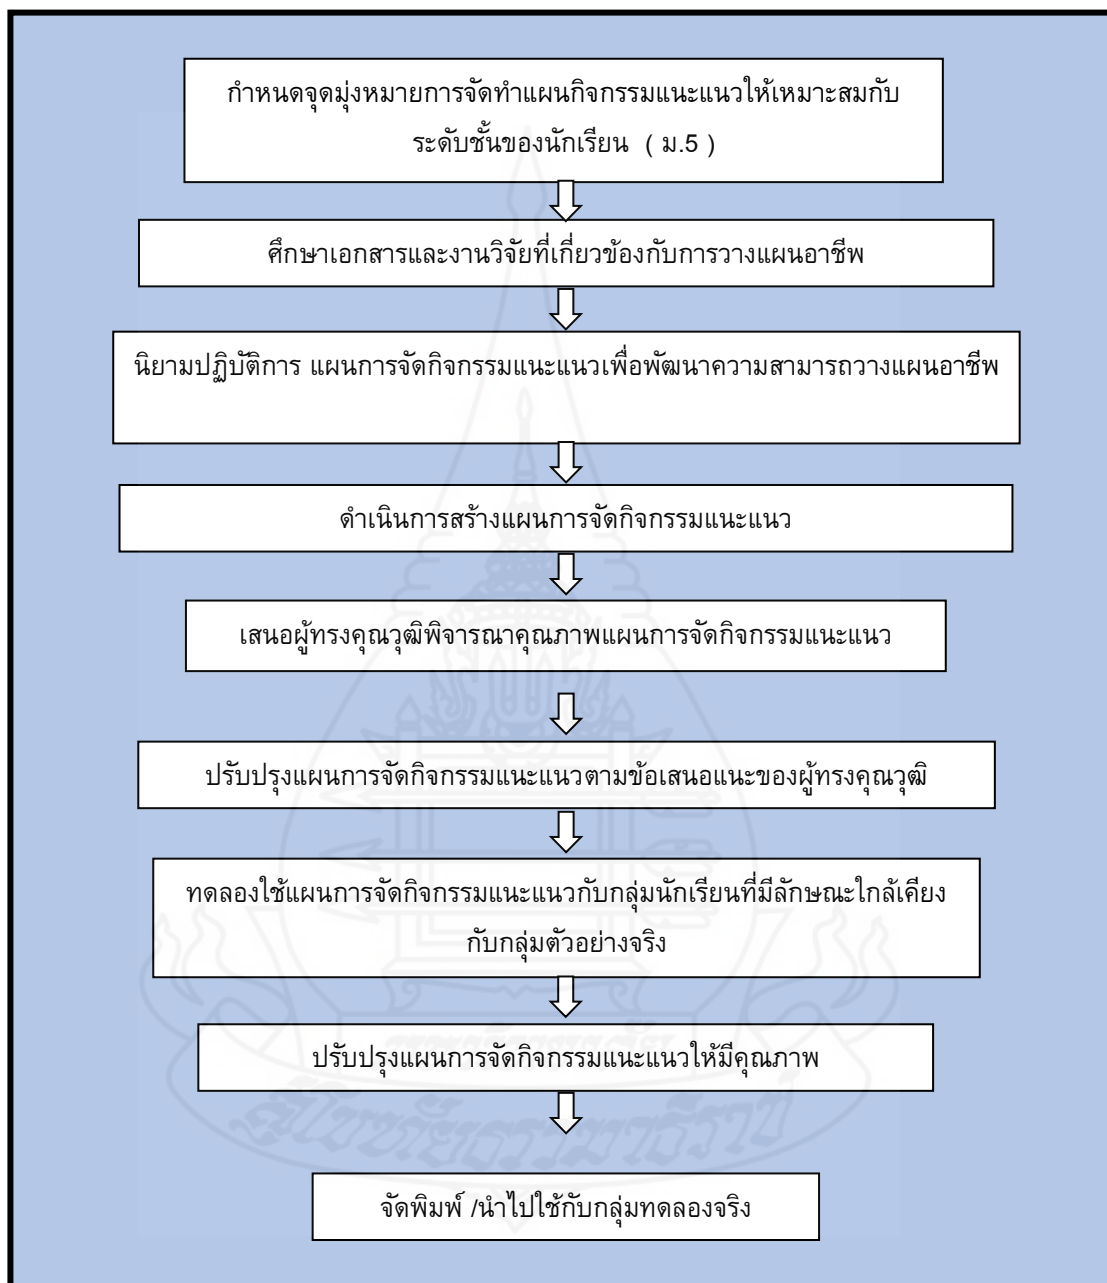 กำหนดจุดมุ่งหมายการจัดทำแผนกิจกรรมแนะแนวให้เหมาะสมกับ
ระดับชั้นของนักเรียน ( ม.5 )
ศึกษาเอกสารและงานวิจัยที่เกี่ยวข้องกับการวางแผนอาชีพ
นิยามปฏิบัติการ แผนการจัดกิจกรรมแนะแนวเพื่อพัฒนาความสามารถวางแผนอาชีพ
ดำเนินการสร้างแผนการจัดกิจกรรมแนะแนว
เสนอผู้ทรงคุณวุฒิพิจารณาคุณภาพแผนการจัดกิจกรรมแนะแนว
ปรับปรุงแผนการจัดกิจกรรมแนะแนวตามข้อเสนอแนะของผู้ทรงคุณวุฒิ
ทดลองใช้แผนการจัดกิจกรรมแนะแนวกับกลุ่มนักเรียนที่มีลักษณะใกล้เคียง
กับกลุ่มตัวอย่างจริง
ปรับปรุงแผนการจัดกิจกรรมแนะแนวให้มีคุณภาพ
สุโขทัยธรรมาธิราช
จัดพิมพ์ /นำไปใช้กับกลุ่มทดลองจริง